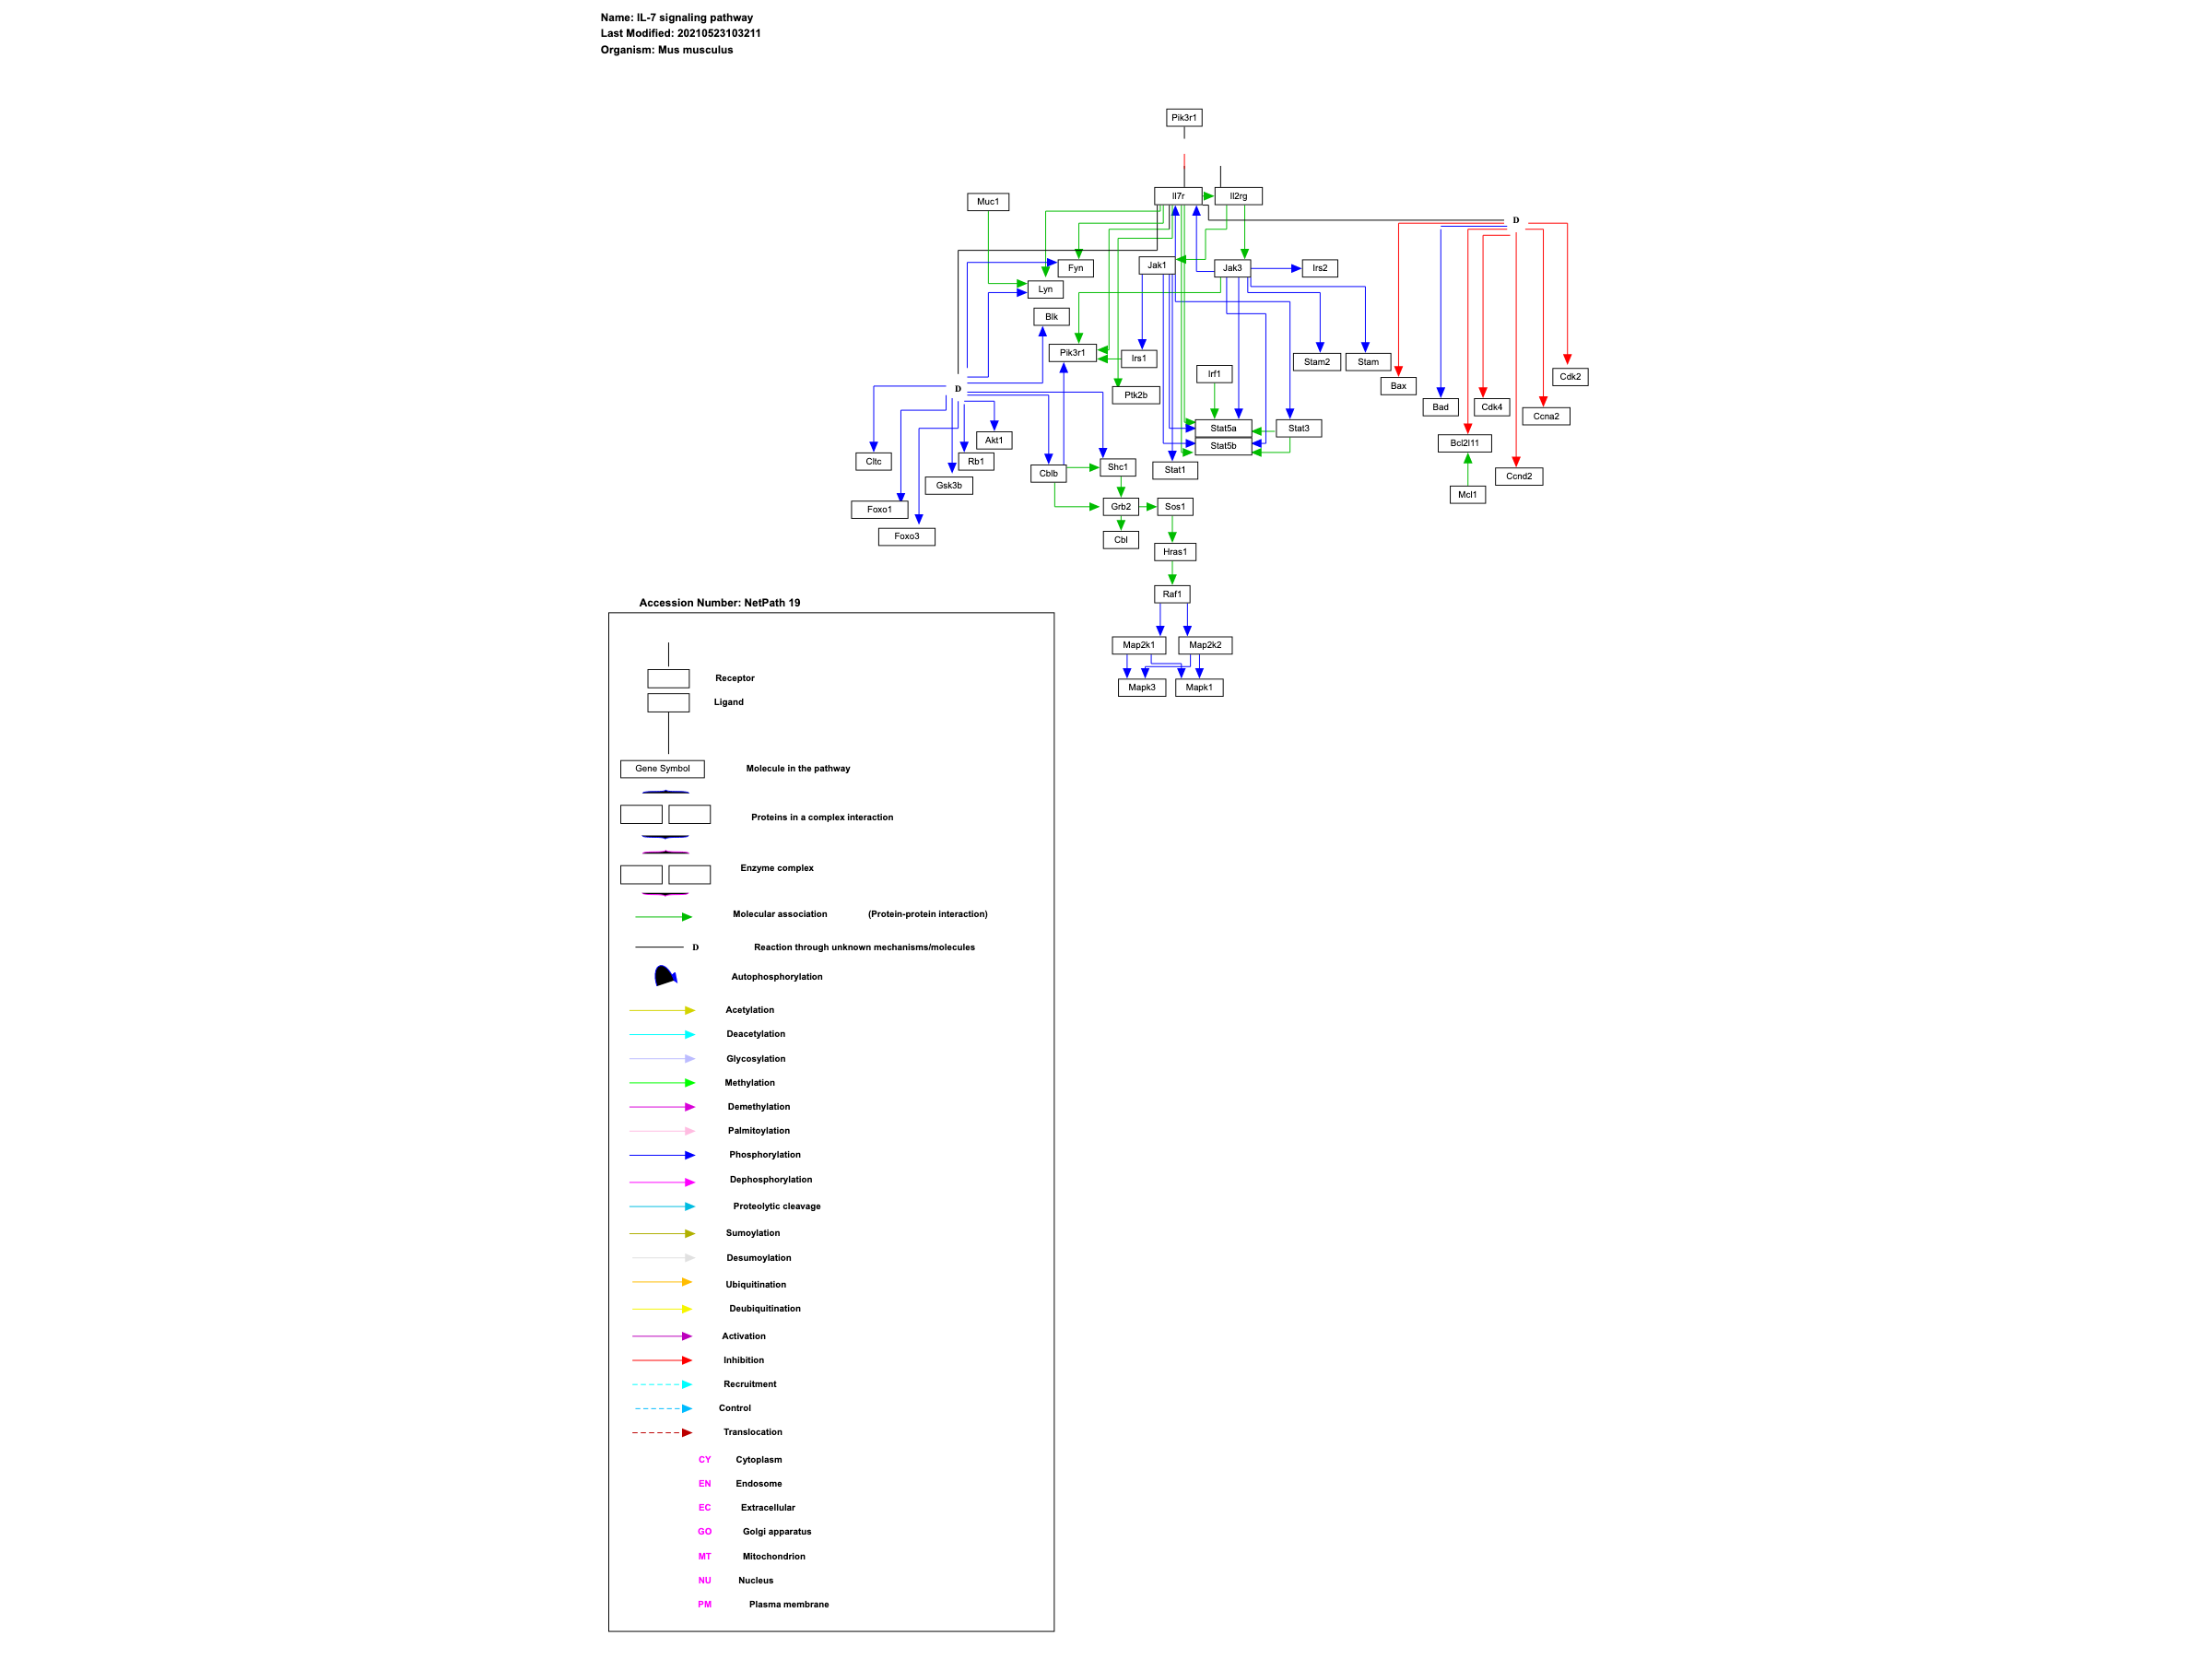 Name: IL-7 signaling pathway
Last Modified: 20210523103211
Organism: Mus musculus
Pik3r1
Il7r
Il2rg
Muc1
D
Fyn
Jak1
Jak3
Irs2
Lyn
Blk
Pik3r1
Irs1
Stam2
Stam
Irf1
Cdk2
Bax
D
Ptk2b
Bad
Cdk4
Ccna2
Stat5a
Stat3
Akt1
Stat5b
Bcl2l11
Cltc
Rb1
Cblb
Shc1
Stat1
Ccnd2
Gsk3b
Mcl1
Foxo1
Grb2
Sos1
Foxo3
Cbl
Hras1
Raf1
Map2k1
Map2k2
Mapk3
Mapk1
Accession Number: NetPath 19
Receptor
Ligand
Gene Symbol Molecule in the pathway
Proteins in a complex interaction
Enzyme complex
Molecular association (Protein-protein interaction)
D Reaction through unknown mechanisms/molecules
Autophosphorylation
Acetylation
Deacetylation
Glycosylation
Methylation
Demethylation
Palmitoylation
Phosphorylation
Dephosphorylation
Proteolytic cleavage
Sumoylation
Desumoylation
Ubiquitination
Deubiquitination
Activation
Inhibition
Recruitment
Control
Translocation
CY Cytoplasm
EN Endosome
EC Extracellular
GO Golgi apparatus
MT Mitochondrion
NU Nucleus
PM Plasma membrane